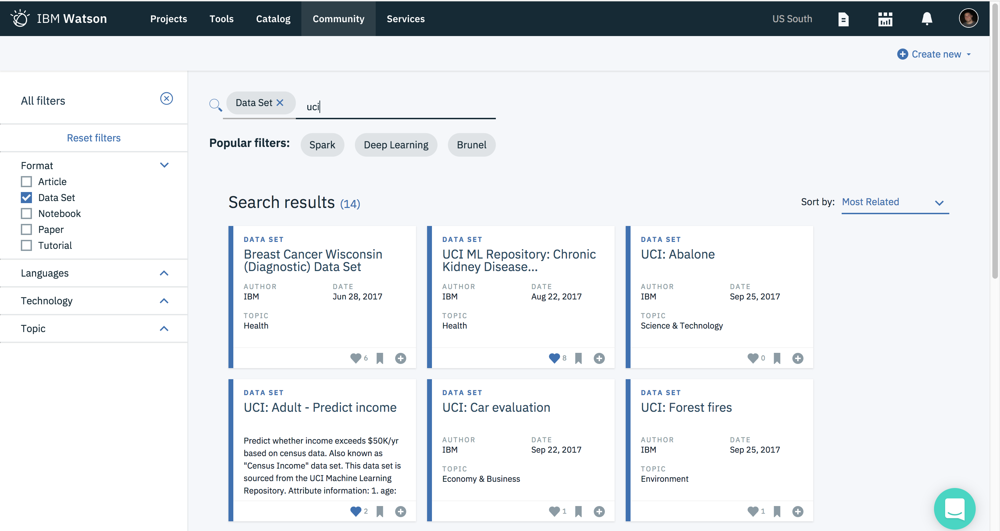 IBM Watson Projects Tools Catalog Community Services US South
Create new
All filters
Reset filters
Format
Article
Data Set
Notebook
Paper
Tutorial
Languages
Technology
Topic
Data Set uci
Popular filters: Spark Deep Learning Brunel
Search results (14)
Sort by: Most Related
DATA SET
Breast Cancer Wisconsin
(Diagnostic) Data Set
AUTHOR DATE
IBM Jun 28, 2017
TOPIC
Health
6
DATA SET
UCI ML Repository: Chronic
Kidney Disease...
AUTHOR DATE
IBM Aug 22, 2017
TOPIC
Health
8
DATA SET
UCI: Abalone
AUTHOR DATE
IBM Sep 25, 2017
TOPIC
Science & Technology
0
DATA SET
UCI: Adult - Predict income
Predict whether income exceeds $50K/yr
based on census data. Also known as
"Census Income" data set. This data set is
sourced from the UCI Machine Learning
Repository. Attribute information: 1. age:
2
DATA SET
UCI: Car evaluation
AUTHOR DATE
IBM Sep 22, 2017
TOPIC
Economy & Business
1
DATA SET
UCI: Forest fires
AUTHOR DATE
IBM Sep 25, 2017
TOPIC
Environment
1